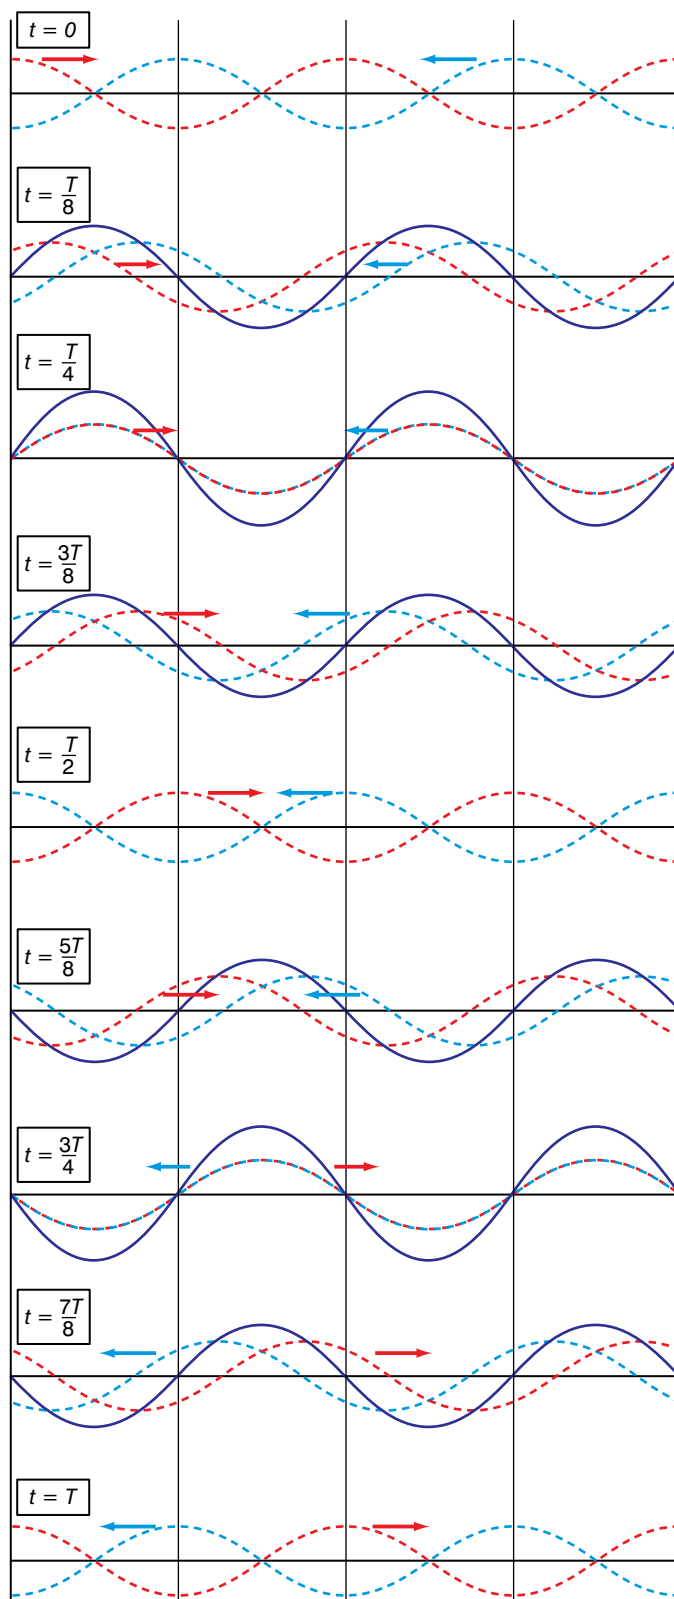 t = 0
t = T/8
t = T/4
t = 3T/8
t = T/2
t = 5T/8
t = 3T/4
t = 7T/8
t = T